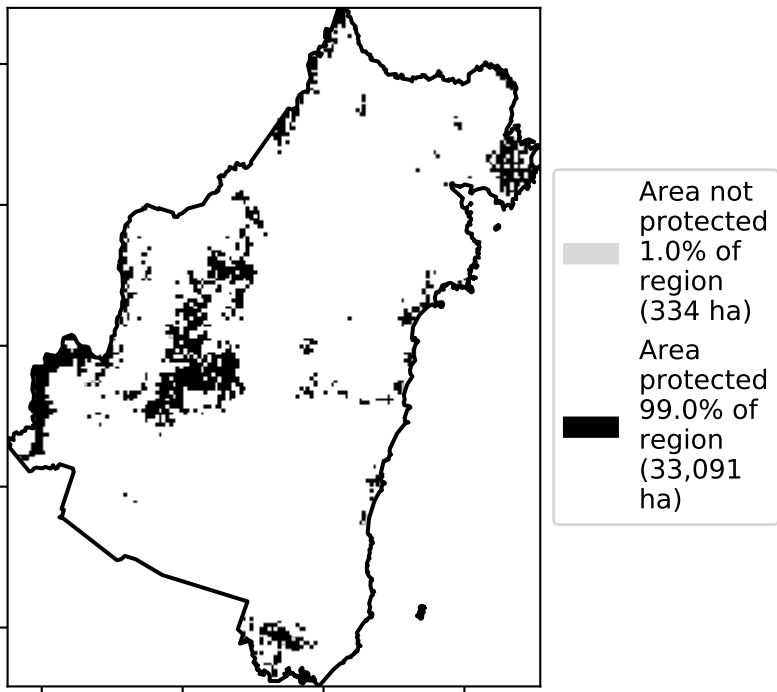 Area not
protected
1.0% of
region
(334 ha)
Area
protected
99.0% of
region
(33,091
ha)